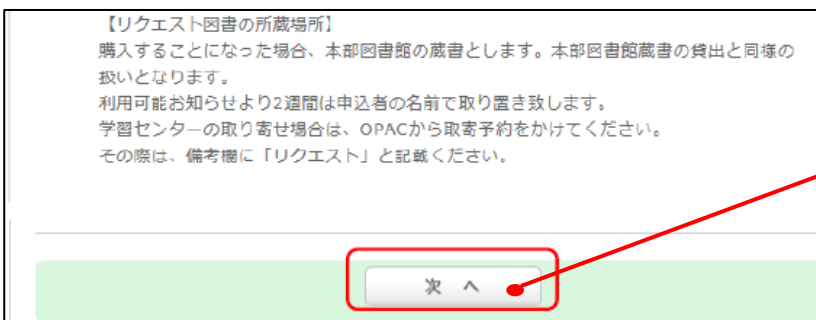 【リクエスト図書の所蔵場所】
購入することになった場合、本部図書館の蔵書とします。本部図書館蔵書の貸出と同様の
扱いとなります。
利用可能お知らせより2週間は申込者の名前で取り置き致します。
学習センターの取り寄せ場合は、OPACから取寄予約をかけてください。
その際は、備考欄に「リクエスト」と記載ください。
次 へ